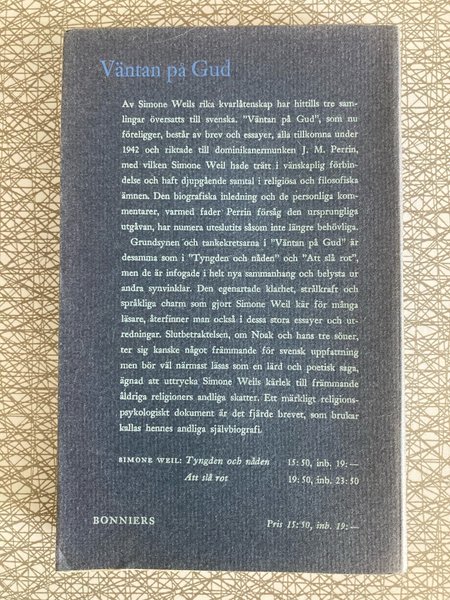 Väntan på Gud
Av Simone Weils rika kvarlåtenskap har hittills tre sam-
lingar översatts till svenska. "Väntan på Gud", som nu
föreligger, består av brev och essayer, alla tillkomna under
1942 och riktade till dominikanermunken J. M. Perrin,
med vilken Simone Weil hade trätt i vänskaplig förbin-
delse och haft djupgående samtal i religiösa och filosofiska
ämnen. Den biografiska inledning och de personliga kom-
mentarer, varmed fader Perrin försåg den ursprungliga
utgåvan, har numera uteslutits såsom inte längre behövliga.
Grundsynen och tankekretsarna i "Väntan på Gud" är
desamma som i "Tyngden och nåden" och "Att slå rot",
men de är infogade i helt nya sammanhang och belysta ur
andra synvinklar. Den egenartade klarhet, strålkraft och
språkliga charm som gjort Simone Weil kär för många
läsare, återfinner man också i dessa stora essayer och ut-
redningar. Slutbetraktelsen, om Noak och hans tre söner,
ter sig kanske något främmande för svensk uppfattning
men bör väl närmast läsas som en lärd och poetisk saga,
ägnad att uttrycka Simone Weils kärlek till främmande
åldriga religioners andliga skatter. Ett märkligt religions-
psykologiskt dokument är det fjärde brevet, som brukar
kallas hennes andliga självbiografi.
SIMONE WEIL: Tyngden och nåden 15: 50, inb. 19: —
Att slå rot 19: 50, inb. 23: 50
BONNIERS Pris 15: 50, inb. 19: —